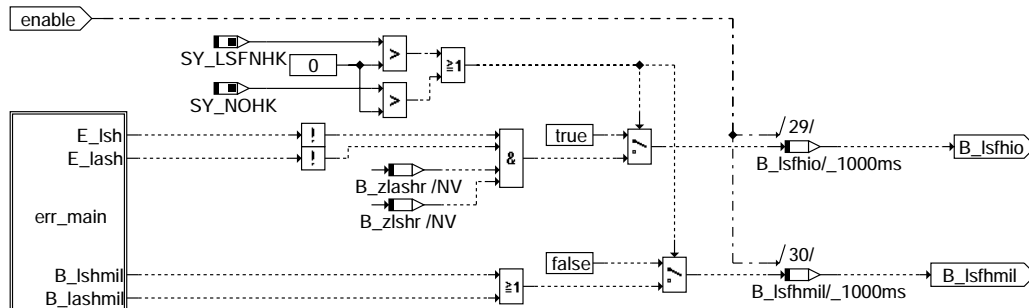 enable
SY_LSFNHK
>
≥1
0
SY_NOHK
>
E_lsh
!
true
/29/
E_lash
!
&
B_lsfhio/_1000ms
B_lsfhio
B_zlashr /NV
B_zlshr /NV
err_main
B_lshmil
false
/30/
B_lashmil
≥1
B_lsfhmil/_1000ms
B_lsfhmil